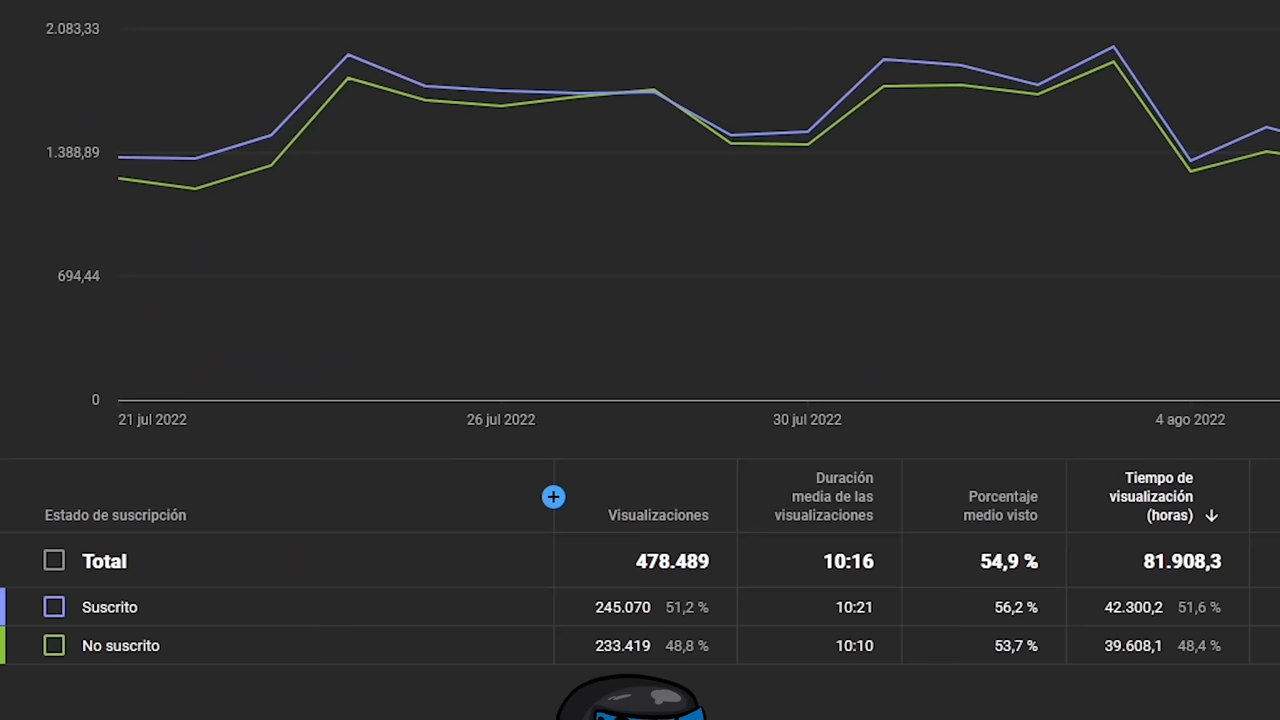 2.083,33
1.388,89
694,44
0
21 jul 2022 26 jul 2022 30 jul 2022 4 ago 2022
Estado de suscripción
Visualizaciones
Duración
media de las
visualizaciones
Porcentaje
medio visto
Tiempo de
visualización
(horas)
Total 478.489 10:16 54,9 % 81.908,3
Suscrito 245.070 51,2 % 10:21 56,2 % 42.300,2 51,6 %
No suscrito 233.419 48,8 % 10:10 53,7 % 39.608,1 48,4 %